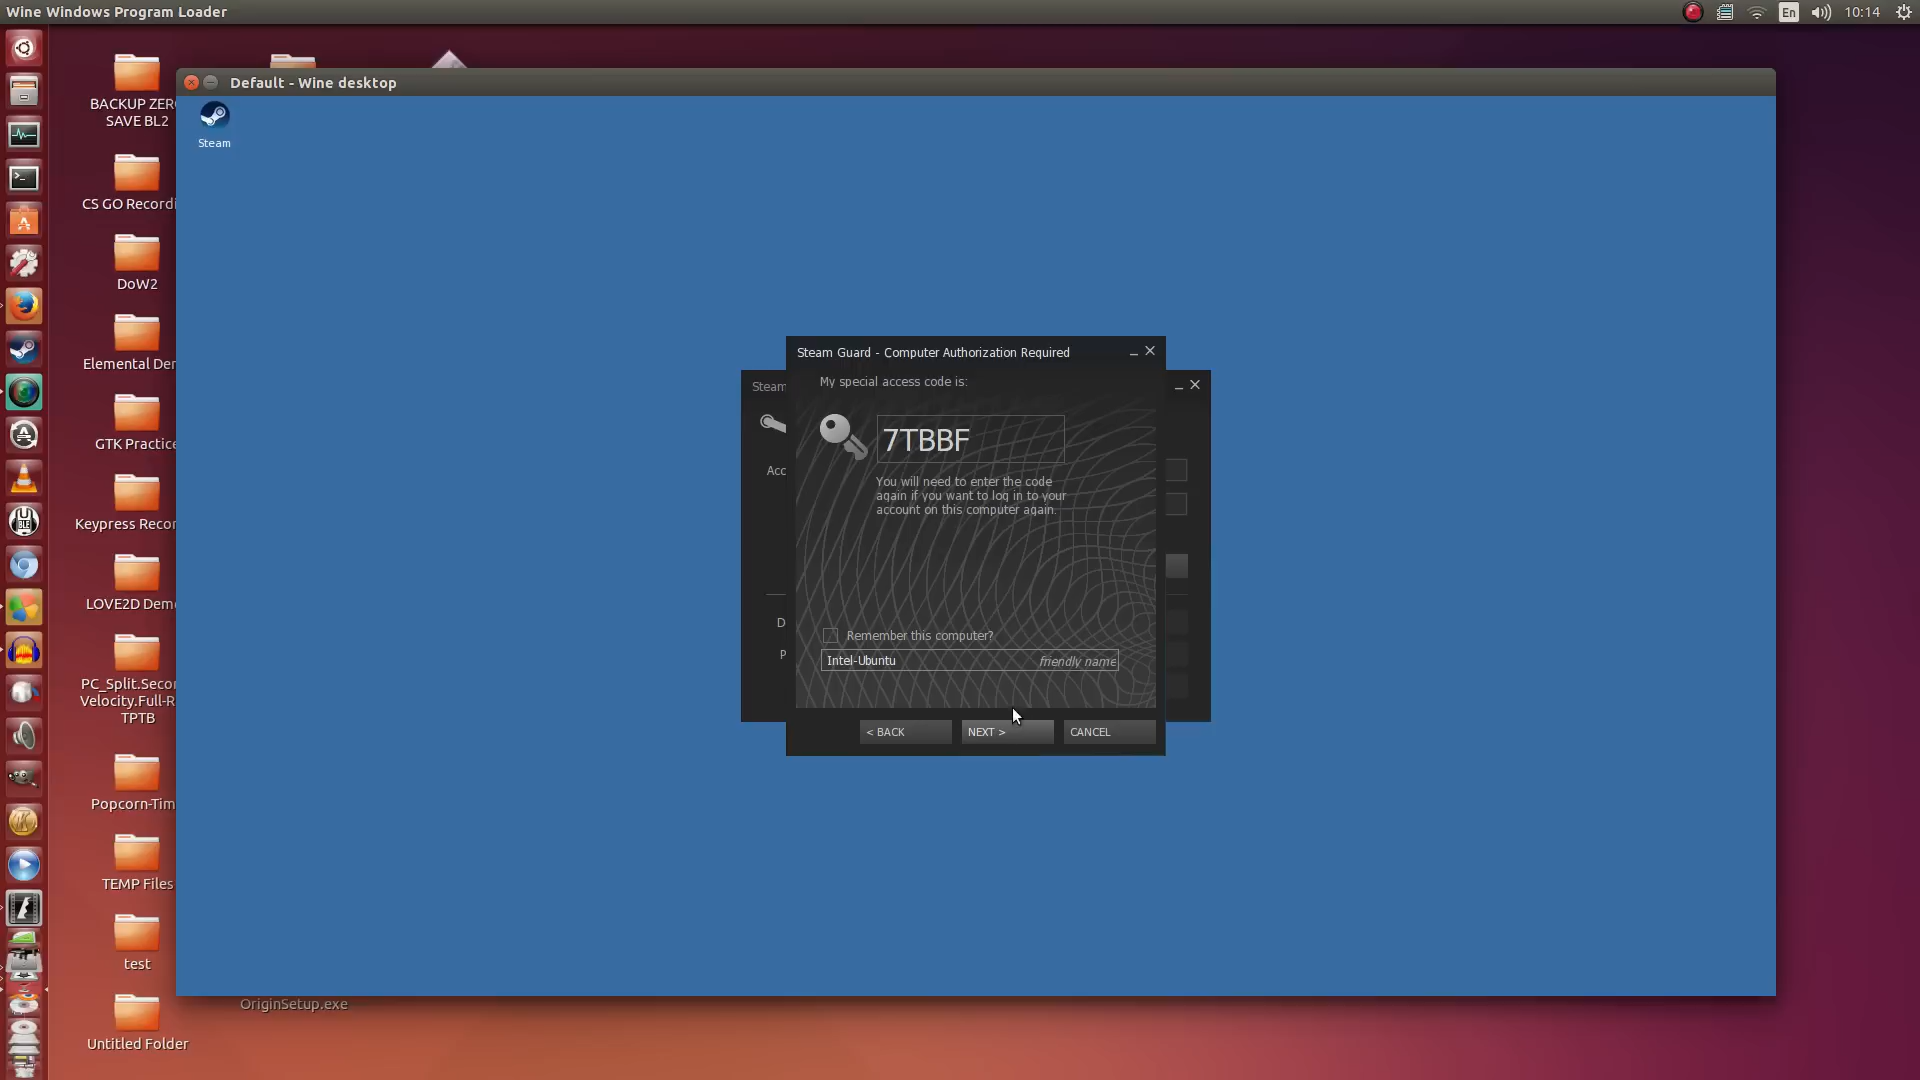 Wine Windows Program Loader
En
10:14
BACKUP ZERO
SAVE BL2
CS GO Recordi
DoW2
Elemental Der
GTK Practice
Keypress Recor
LOVE2D Demo
PC_Split.Secon
Velocity.Full-R
TPTB
Popcorn-Tim
TEMP Files
test
Untitled Folder
OriginSetup.exe
Default - Wine desktop
Steam
Steam
Acc
D
P
Steam Guard - Computer Authorization Required
My special access code is:
7TBBF
You will need to enter the code
again if you want to log in to your
account on this computer again.
Remember this computer?
Intel-Ubuntu
friendly name
< BACK
NEXT >
CANCEL